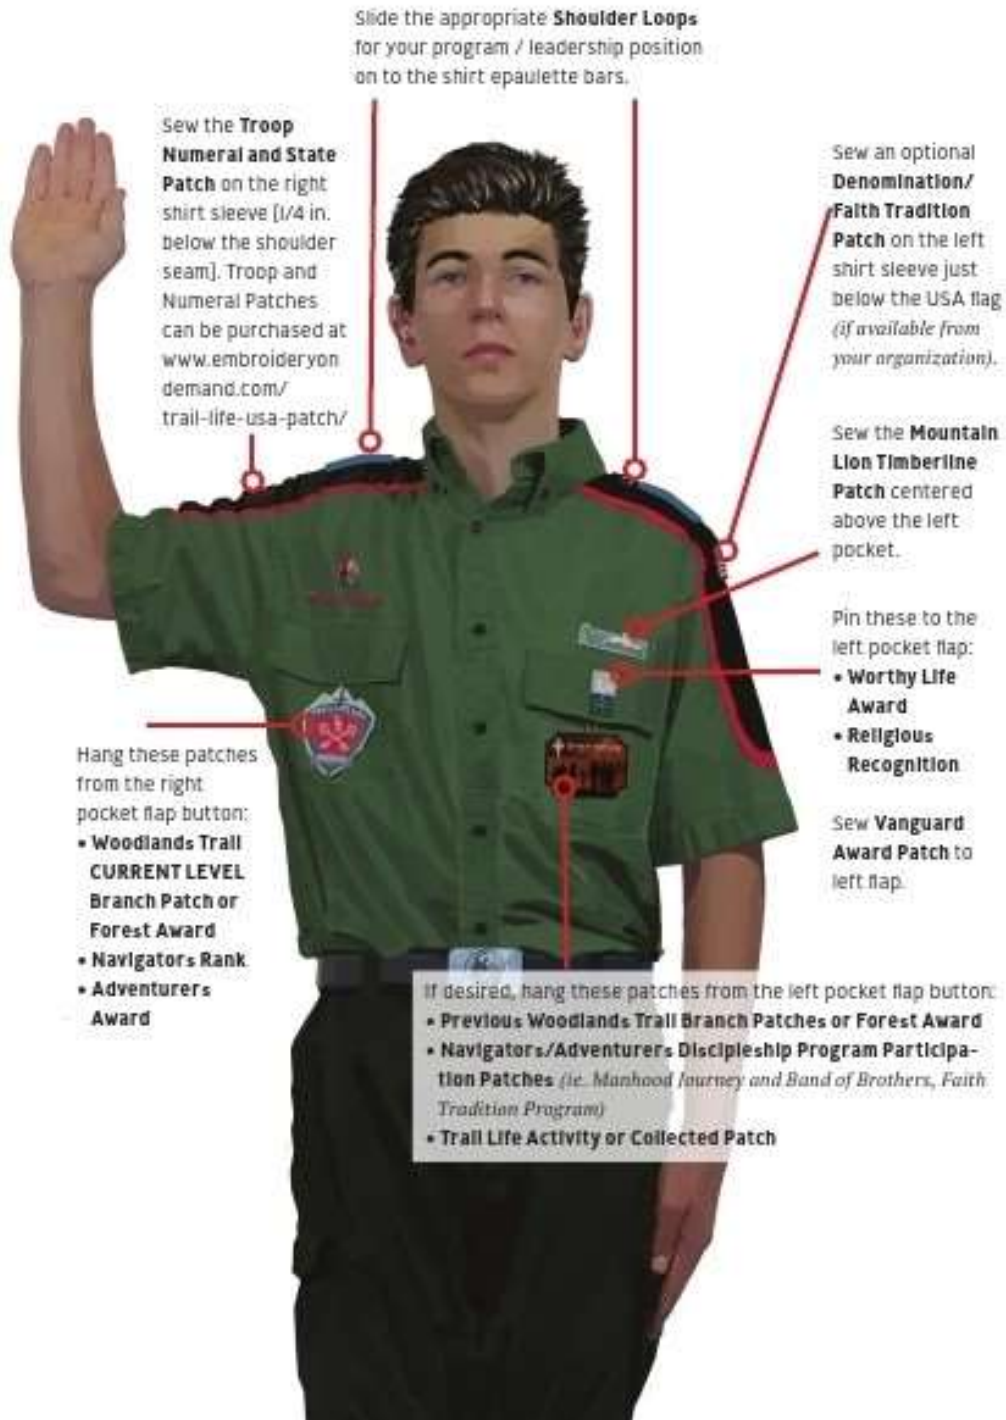 Slide the appropriate Shoulder Loops
for your program / leadership position
on to the shirt epaulette bars.
Sew the Troop
Numeral and State
Patch on the right
shirt sleeve [1/4 in.
below the shoulder
seam]. Troop and
Numeral Patches
can be purchased at
www.embroideryon
demand.com/
trail-life-usa-patch/
Sew an optional
Denomination/
Faith Tradition
Patch on the left
shirt sleeve just
below the USA flag
(if available from
your organization).
Sew the Mountain
Lion Timberline
Patch centered
above the left
pocket.
Pin these to the
left pocket flap:
• Worthy Life
Award
• Religious
Recognition
Sew Vanguard
Award Patch to
left flap.
Hang these patches
from the right
pocket flap button:
• Woodlands Trail
CURRENT LEVEL
Branch Patch or
Forest Award
• Navigators Rank
• Adventurers
Award
If desired, hang these patches from the left pocket flap button:
• Previous Woodlands Trail Branch Patches or Forest Award
• Navigators/Adventurers Discipleship Program Participa-
tion Patches (ie. Manhood Journey and Band of Brothers, Faith
Tradition Program)
• Trail Life Activity or Collected Patch